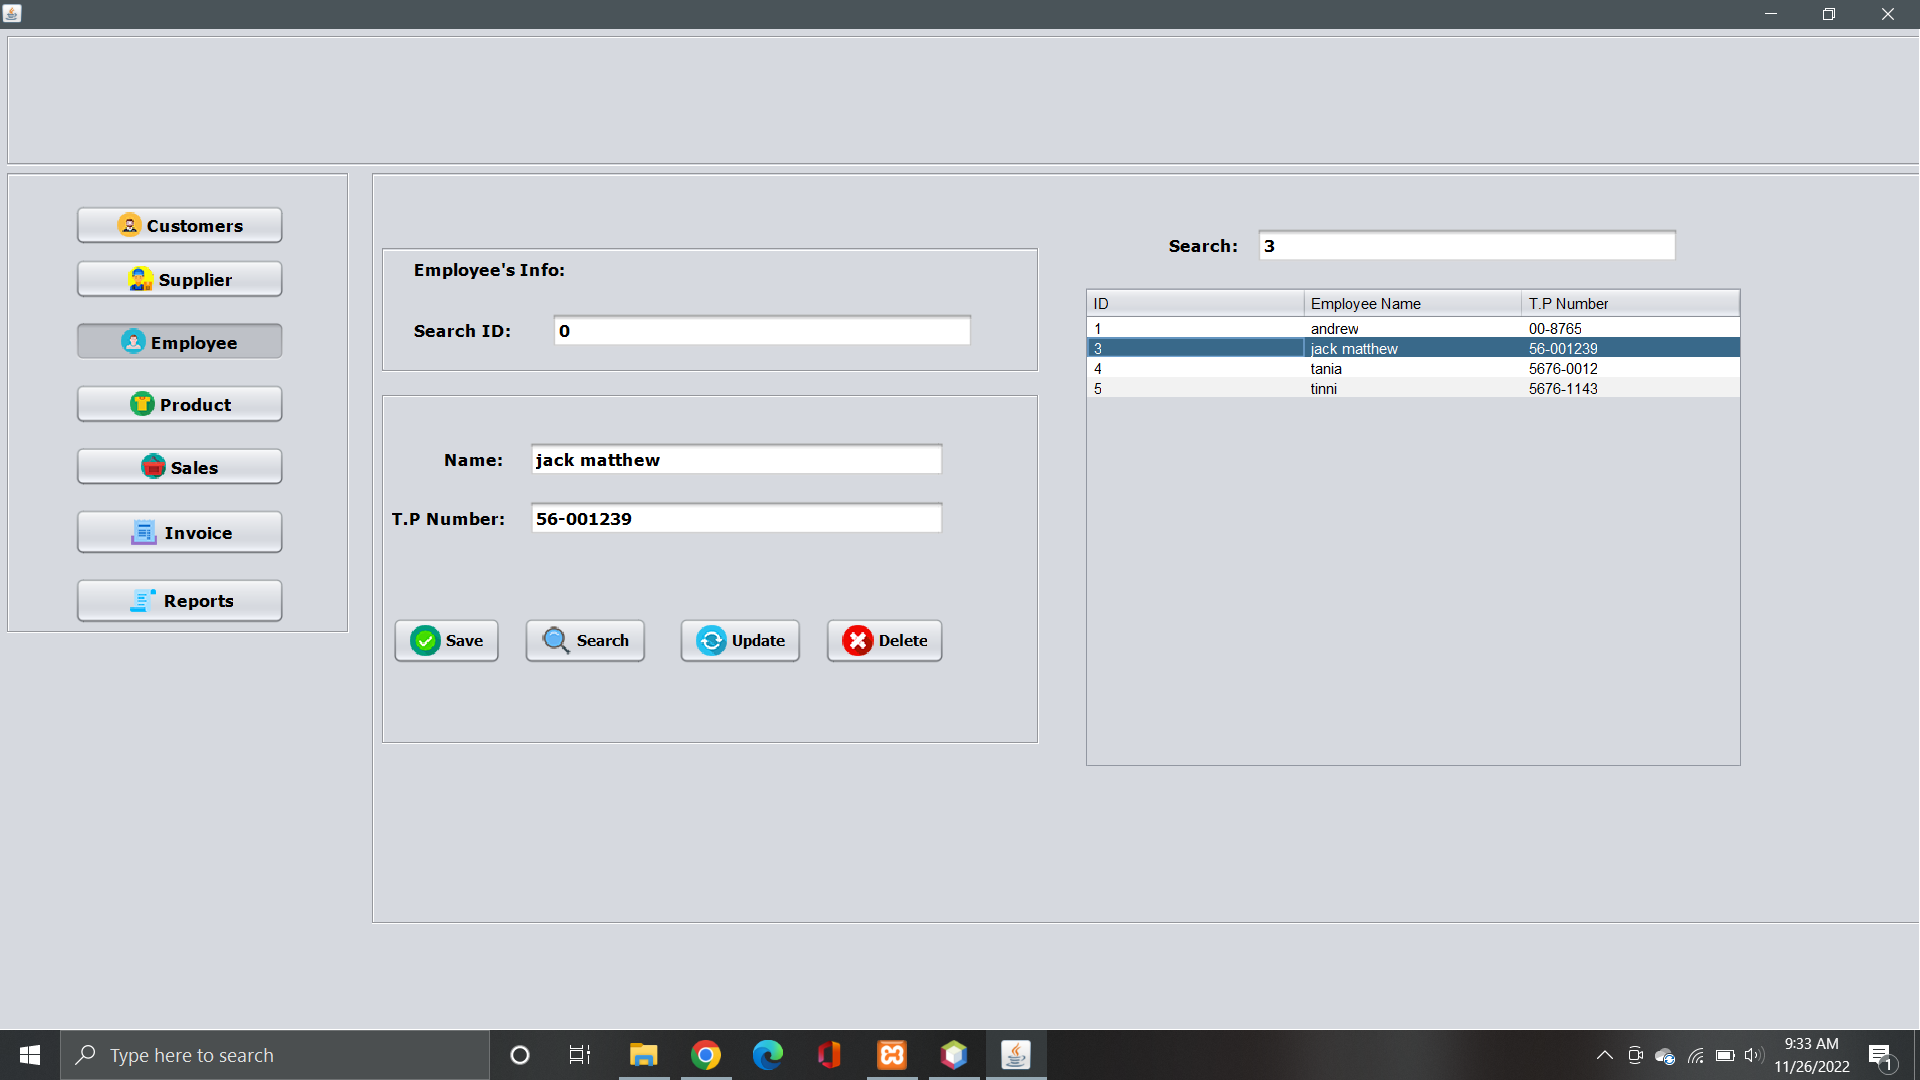 Customers
Supplier
Employee
Product
Sales
Invoice
Reports
Employee's Info:
Search ID: 0
Name: jack matthew
T.P Number: 56-001239
Save Search Update Delete
Search: 3
ID Employee Name T.P Number
1 andrew 00-8765
3 jack matthew 56-001239
4 tania 5676-0012
5 tinni 5676-1143
Type here to search
9:33 AM
11/26/2022
1